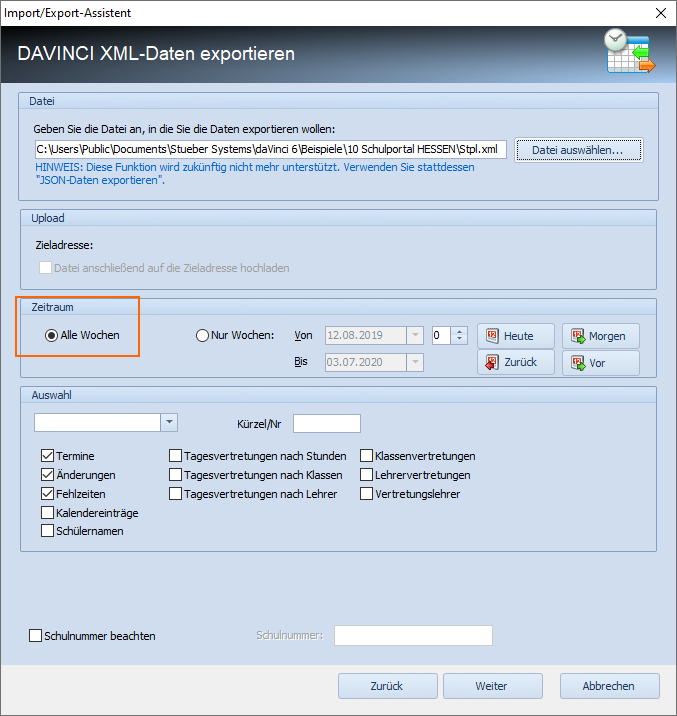 Import/Export-Assistent
DAVINCI XML-Daten exportieren
Datei
Geben Sie die Datei an, in die Sie die Daten exportieren wollen:
C:\Users\Public\Documents\Stueber Systems\daVinci 6\Beispiele\10 Schulportal HESSEN\Stpl.xml
Datei auswählen...
HINWEIS: Diese Funktion wird zukünftig nicht mehr unterstützt. Verwenden Sie stattdessen
"JSON-Daten exportieren".
Upload
Zieladresse:
Datei anschließend auf die Zieladresse hochladen
Zeitraum
Alle Wochen
Nur Wochen:
Von
12.08.2019
0
Heute
Morgen
Bis
03.07.2020
Zurück
Vor
Auswahl
Kürzel/Nr
Termine
Tagesvertretungen nach Stunden
Klassenvertretungen
Änderungen
Tagesvertretungen nach Klassen
Lehrervertretungen
Fehlzeiten
Tagesvertretungen nach Lehrer
Vertretungslehrer
Kalendereinträge
Schülernamen
Schulnummer beachten
Schulnummer:
Zurück
Weiter
Abbrechen